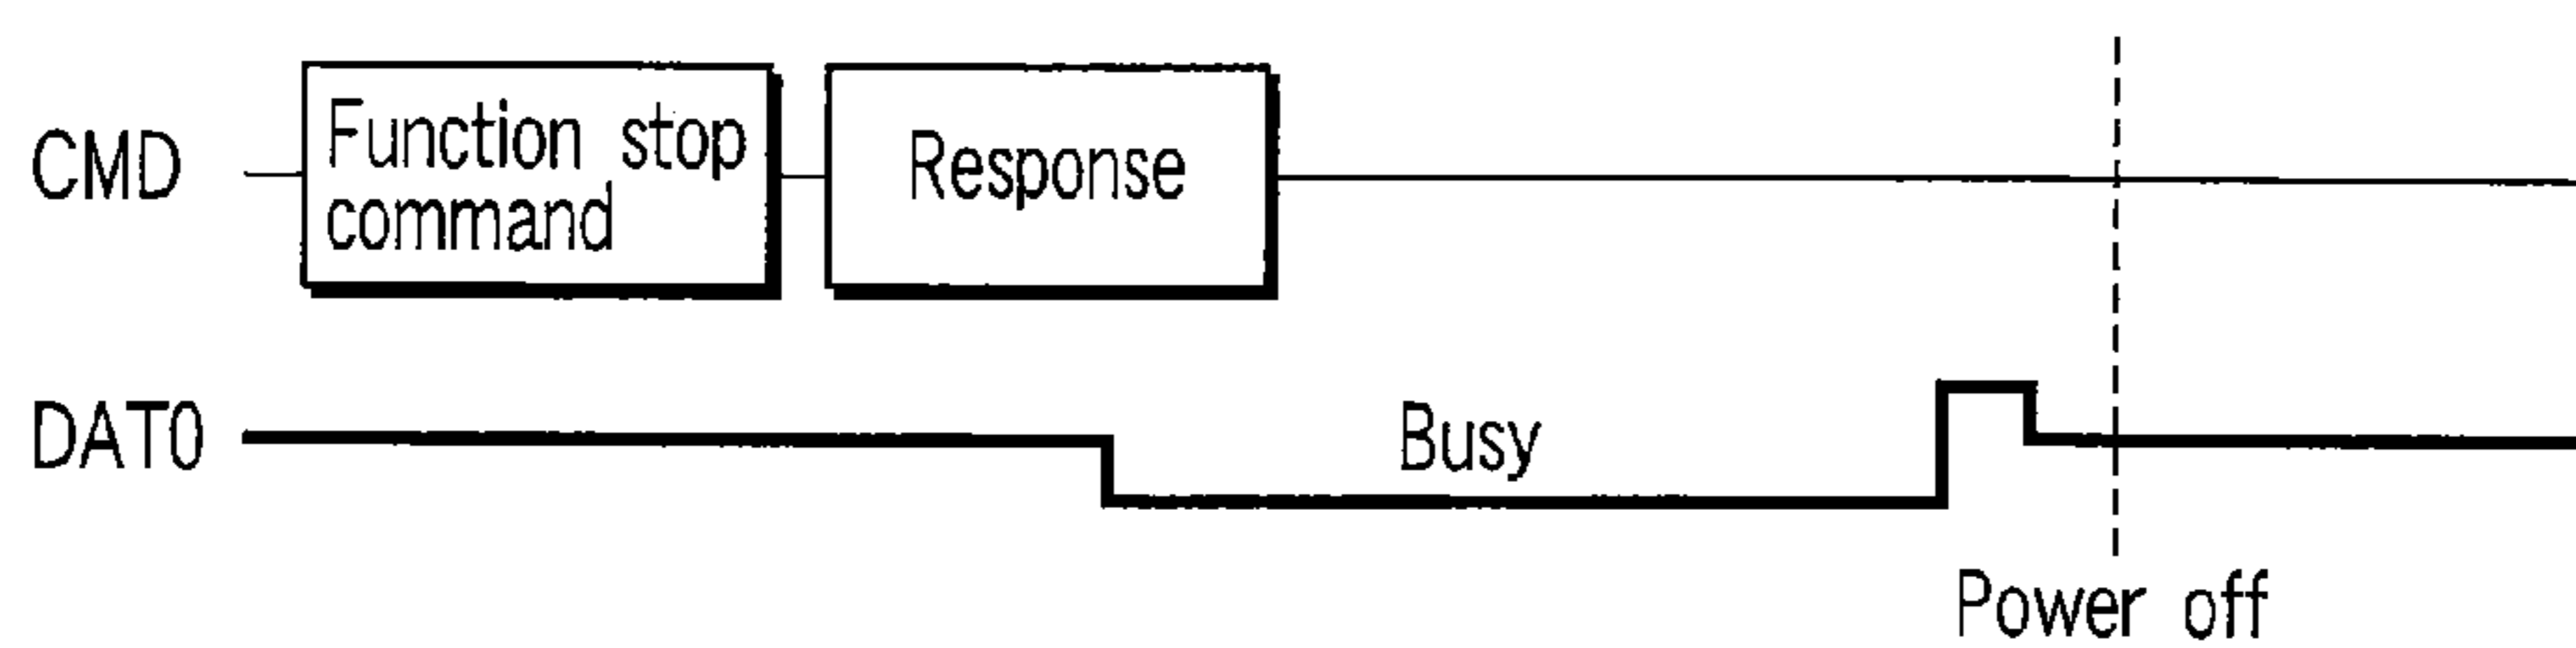 CMD
Function stop
command
Response
DAT0
Busy
Power off